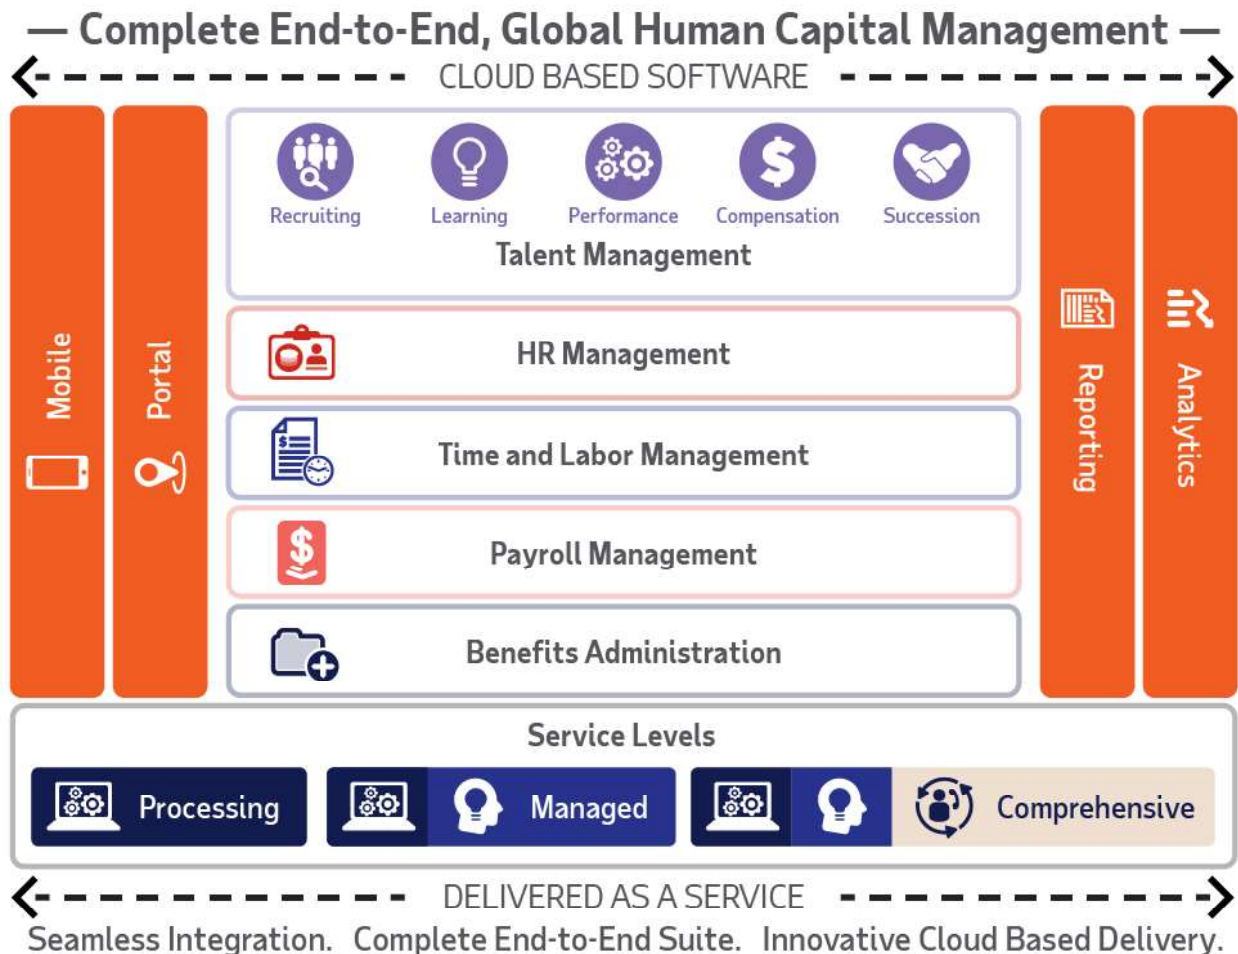 — Complete End-to-End, Global Human Capital Management —
CLOUD BASED SOFTWARE
Mobile
Portal
Recruiting
Learning
Performance
Compensation
Succession
Talent Management
HR Management
Time and Labor Management
Payroll Management
Benefits Administration
Reporting
Analytics
Service Levels
Processing
Managed
Comprehensive
DELIVERED AS A SERVICE
Seamless Integration. Complete End-to-End Suite. Innovative Cloud Based Delivery.